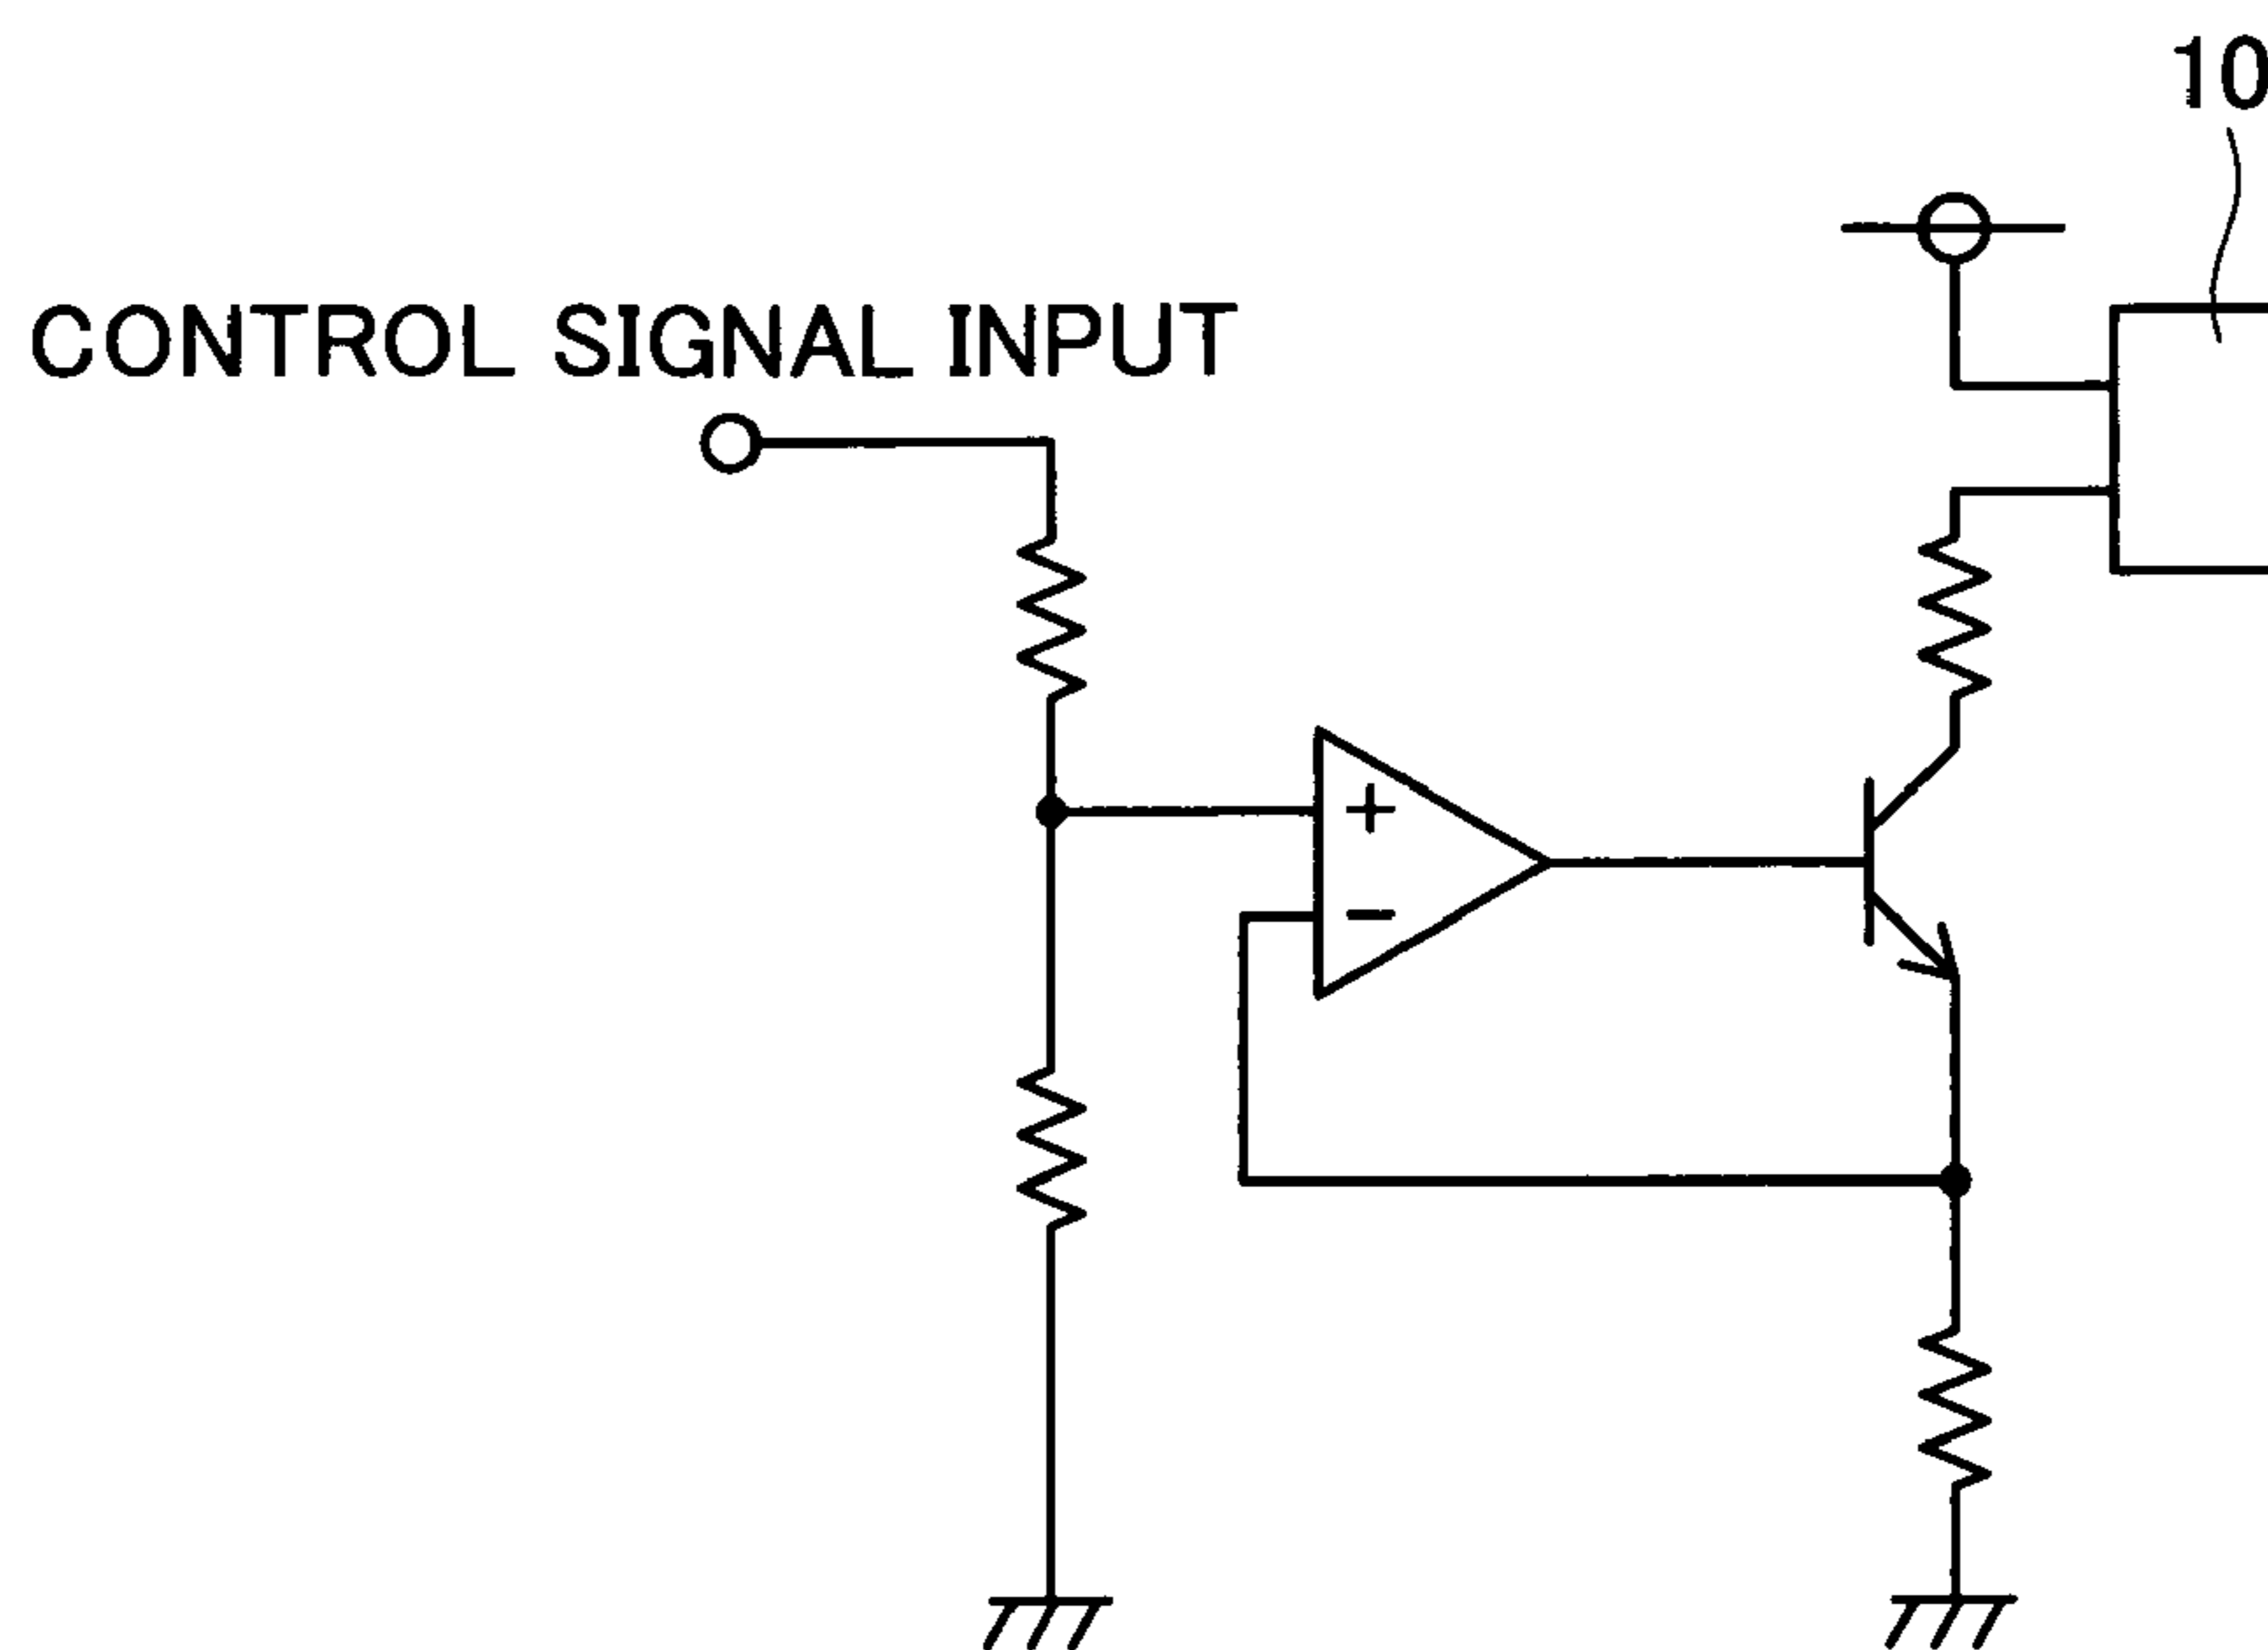 10
CONTROL SIGNAL INPUT
+
−